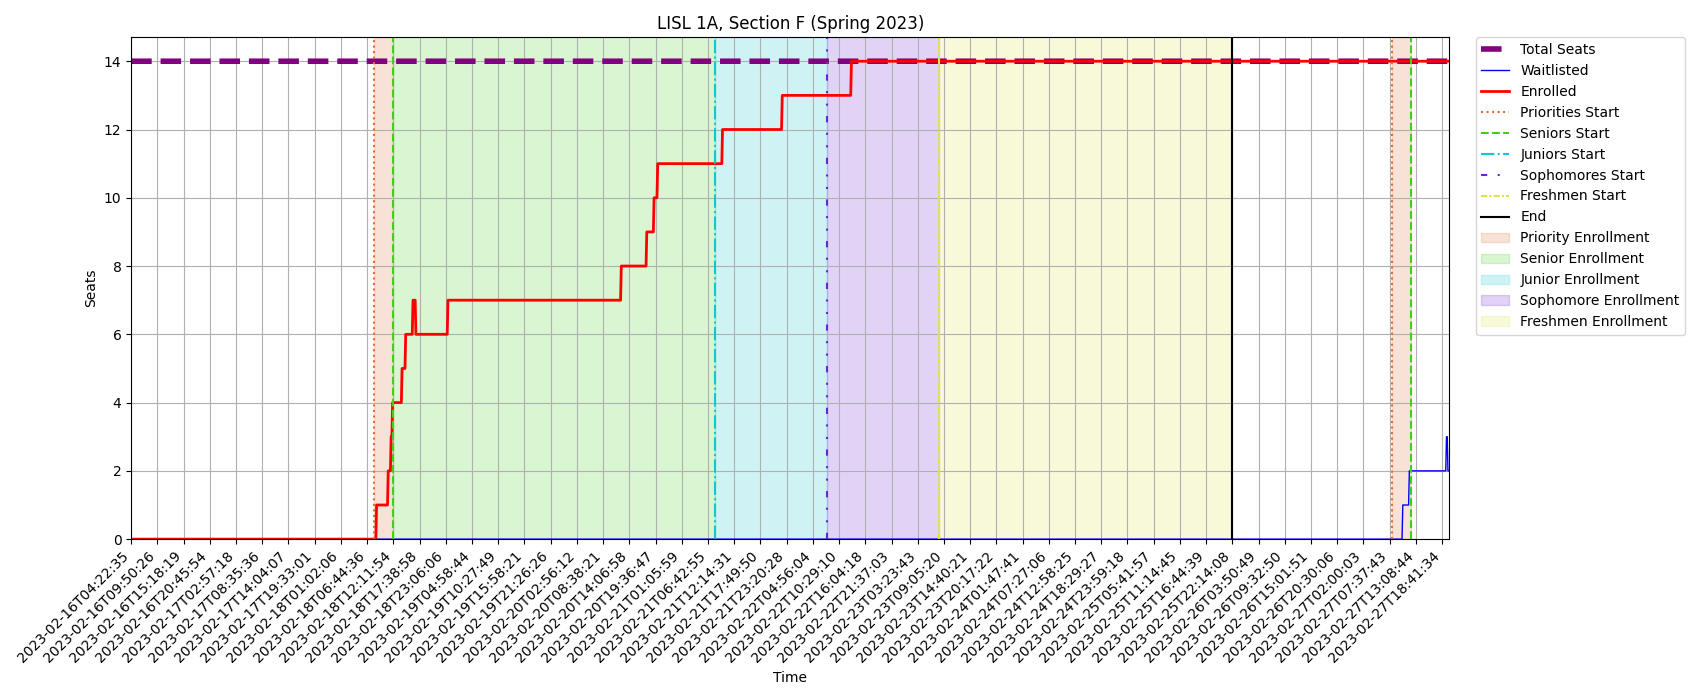 LISL 1A, Section F (Spring 2023)
Seats
14
12
10
8
6
4
2
0
2023-02-16T04:22:35
2023-02-16T09:50:26
2023-02-16T15:18:19
2023-02-16T20:45:54
2023-02-17T02:57:18
2023-02-17T08:35:36
2023-02-17T14:04:07
2023-02-17T19:33:01
2023-02-18T01:02:06
2023-02-18T06:44:36
2023-02-18T12:11:54
2023-02-18T17:38:58
2023-02-18T23:06:06
2023-02-19T04:58:44
2023-02-19T10:27:49
2023-02-19T15:58:21
2023-02-19T21:26:26
2023-02-20T02:56:12
2023-02-20T08:38:21
2023-02-20T14:06:58
2023-02-20T19:36:47
2023-02-21T01:05:59
2023-02-21T06:42:55
2023-02-21T12:14:31
2023-02-21T17:49:50
2023-02-21T23:20:28
2023-02-22T04:56:04
2023-02-22T10:29:10
2023-02-22T16:04:18
2023-02-22T21:37:03
2023-02-23T03:23:43
2023-02-23T09:05:20
2023-02-23T14:40:21
2023-02-23T20:17:22
2023-02-24T01:47:41
2023-02-24T07:27:06
2023-02-24T12:58:25
2023-02-24T18:29:27
2023-02-24T23:59:18
2023-02-25T05:41:57
2023-02-25T11:14:45
2023-02-25T16:44:39
2023-02-25T22:14:08
2023-02-26T03:50:49
2023-02-26T09:32:50
2023-02-26T15:01:51
2023-02-26T20:30:06
2023-02-27T02:00:03
2023-02-27T07:37:43
2023-02-27T13:08:44
2023-02-27T18:41:34
Time
Total Seats
Waitlisted
Enrolled
Priorities Start
Seniors Start
Juniors Start
Sophomores Start
Freshmen Start
End
Priority Enrollment
Senior Enrollment
Junior Enrollment
Sophomore Enrollment
Freshmen Enrollment